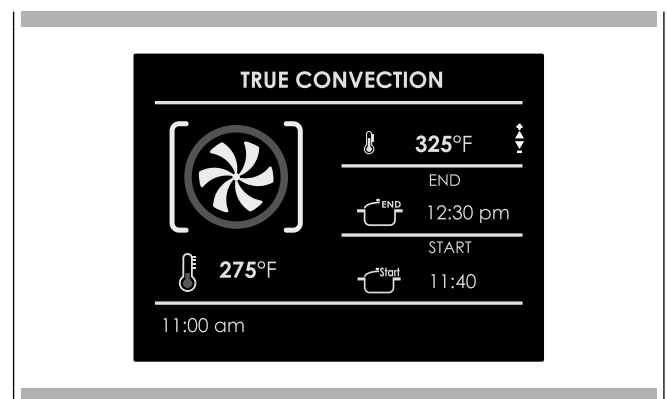 TRUE CONVECTION
325°F
END
END 12:30 pm
START
Start 11:40
275°F
11:00 am